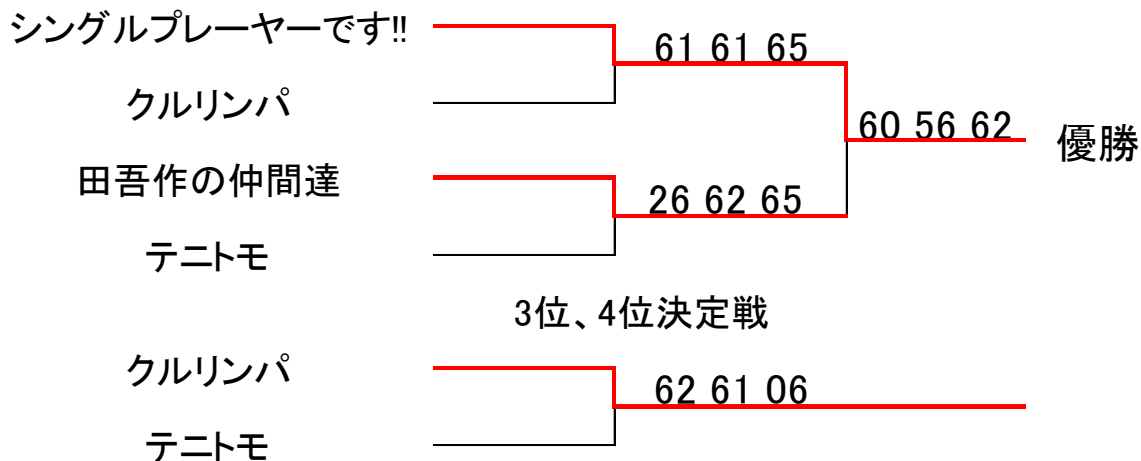 シングルプレーヤーです!!
61 61 65
クルリンパ
60 56 62
優勝
田吾作の仲間達
26 62 65
テニトモ
3位、4位決定戦
クルリンパ
62 61 06
テニトモ